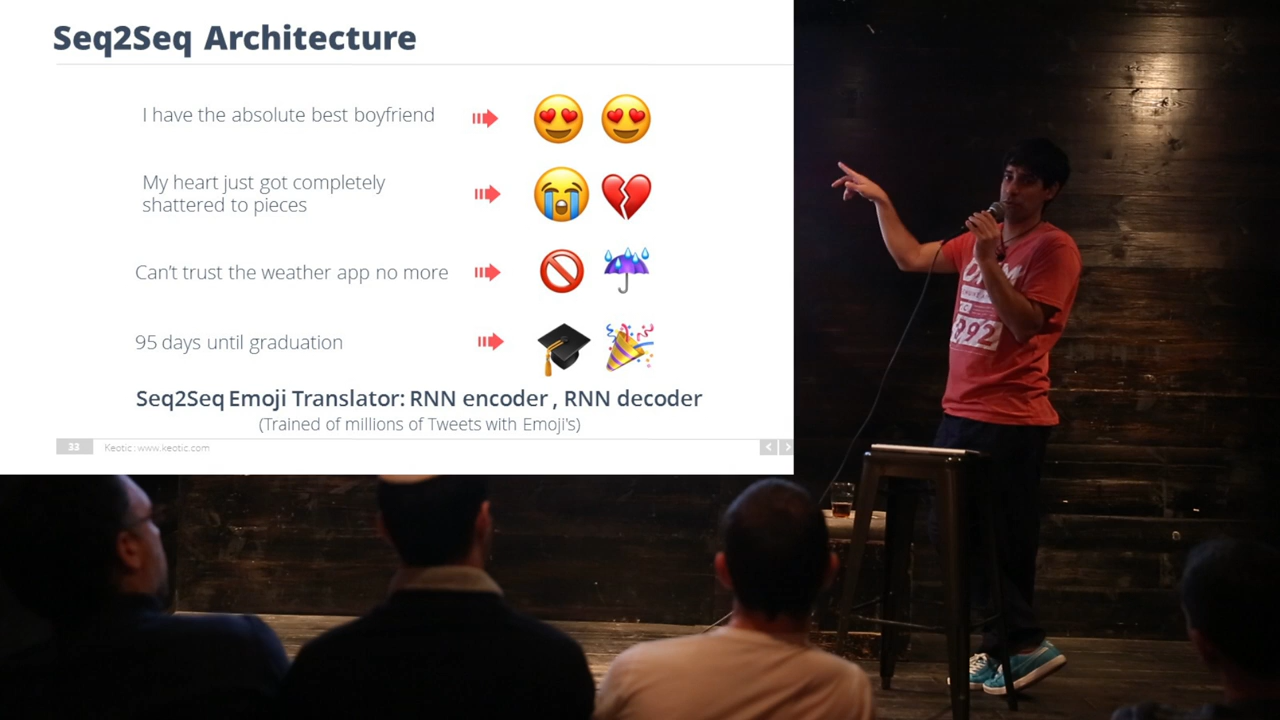 Seq2Seq Architecture
I have the absolute best boyfriend
My heart just got completely
shattered to pieces
Can't trust the weather app no more
95 days until graduation
Seq2Seq Emoji Translator: RNN encoder , RNN decoder
(Trained of millions of Tweets with Emoji's)
33
Keotic : www.keotic.com
392